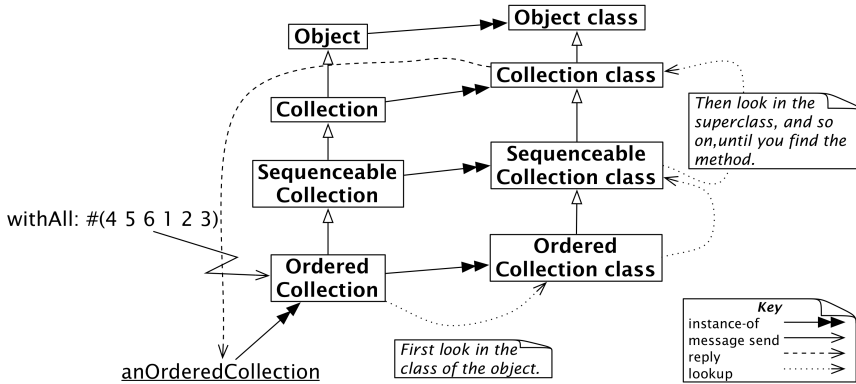 Object class
Object
Collection class
Collection
Then look in the
superclass, and so
on,until you find the
method.
Sequenceable
Collection class
Sequenceable
Collection
withAll: #(4 5 6 1 2 3)
Ordered
Collection class
Ordered
Collection
Key
instance-of
message send
reply
lookup
First look in the
class of the object.
anOrderedCollection